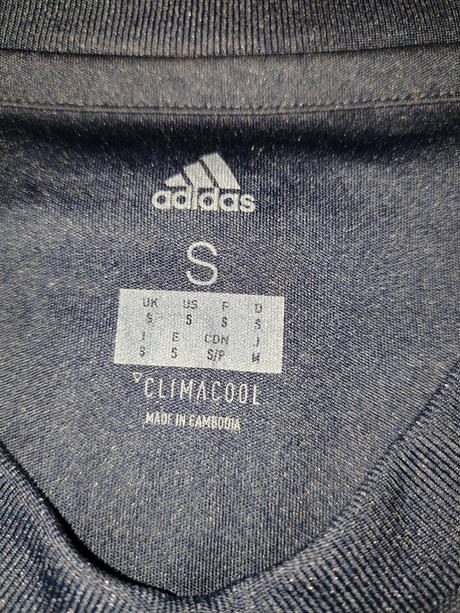 adidas
S
UK US F D
S S S S
I E CDN J
S S S/P M
CLIMACOOL
MADE IN CAMBODIA